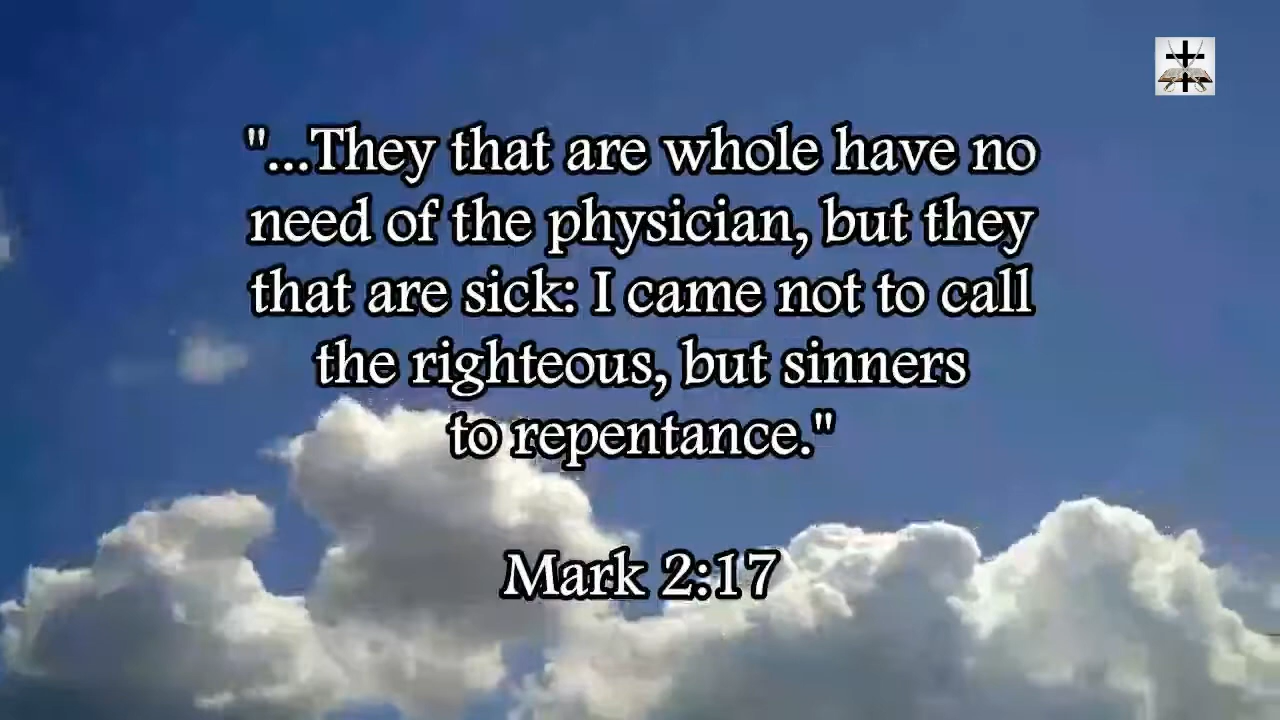 "...They that are whole have no
need of the physician, but they
that are sick: I came not to call
the righteous, but sinners
to repentance."
Mark 2:17